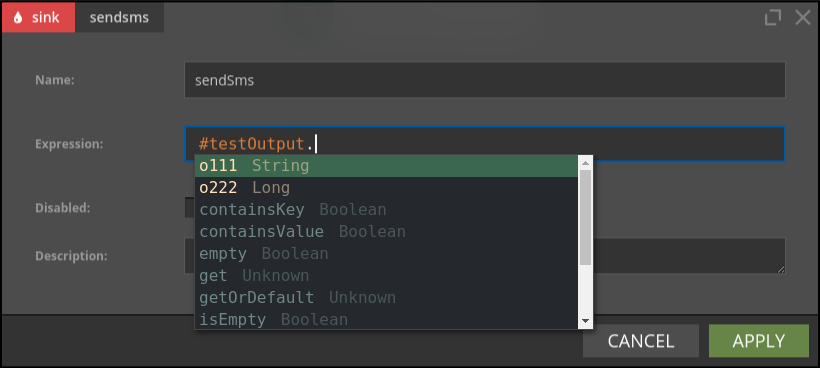 sink sendsms
Name: sendSms
Expression: #testOutput.
o111 String
o222 Long
containsKey Boolean
containsValue Boolean
Disabled:
empty Boolean
Description:
get Unknown
getOrDefault Unknown
isEmpty Boolean
CANCEL APPLY